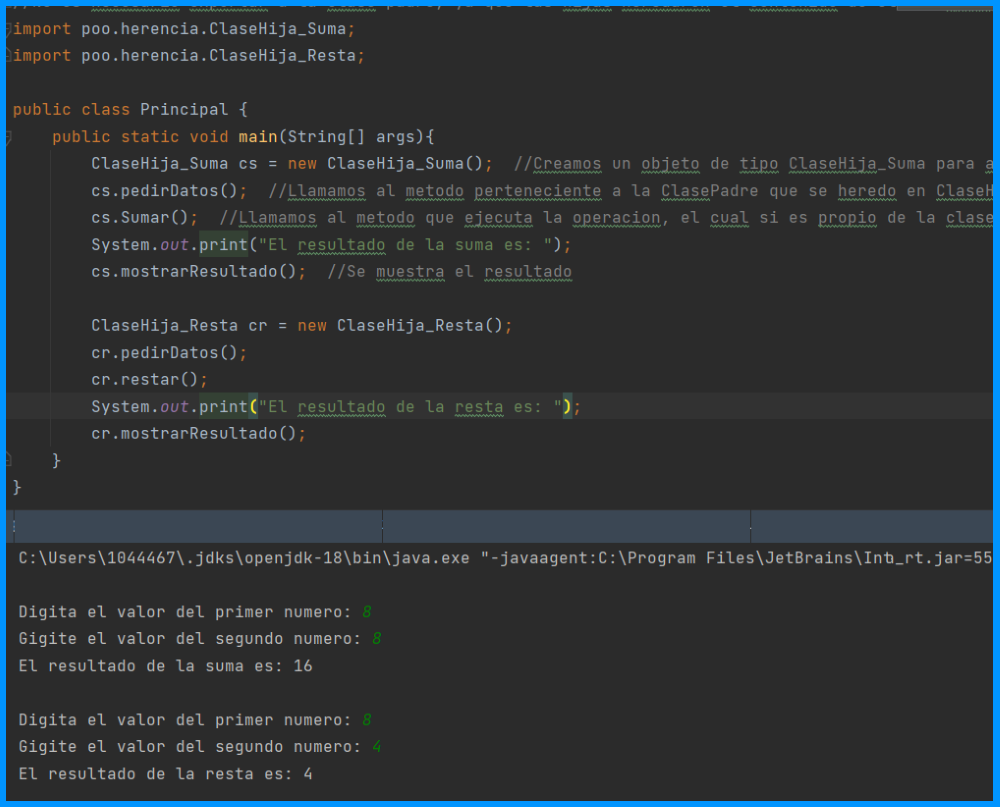 import poo.herencia.ClaseHija_Suma;
import poo.herencia.ClaseHija_Resta;
public class Principal {
public static void main(String[] args){
ClaseHija_Suma cs = new ClaseHija_Suma(); //Creamos un objeto de tipo ClaseHija_Suma para a
cs.pedirDatos(); //Llamamos al metodo perteneciente a la ClasePadre que se heredo en ClaseH
cs.Sumar(); //Llamamos al metodo que ejecuta la operacion, el cual si es propio de la clase
System.out.print("El resultado de la suma es: ");
cs.mostrarResultado(); //Se muestra el resultado
ClaseHija_Resta cr = new ClaseHija_Resta();
cr.pedirDatos();
cr.restar();
System.out.print("El resultado de la resta es: ");
cr.mostrarResultado();
}
}
C:\Users\1044467\.jdks\openjdk-18\bin\java.exe "-javaagent:C:\Program Files\JetBrains\Int_rt.jar=55
Digita el valor del primer numero: 8
Gigite el valor del segundo numero: 8
El resultado de la suma es: 16
Digita el valor del primer numero: 8
Gigite el valor del segundo numero: 4
El resultado de la resta es: 4